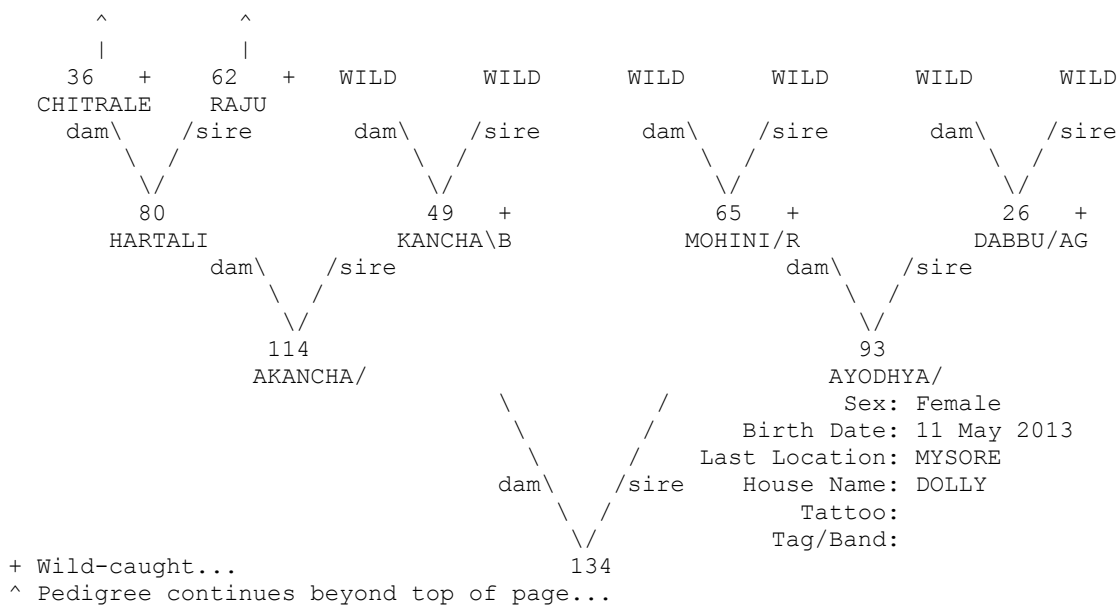 ^ ^
| |
36 + 62 + WILD WILD WILD WILD WILD WILD
CHITRALE RAJU
dam\ /sire dam\ /sire dam\ /sire dam\ /sire
\ / \ / \ / \ /
\/ \/ \/ \/
80 49 + 65 + 26 +
HARTALI KANCHA\B MOHINI/R DABBU/AG
dam\ /sire dam\ /sire
\ / \ /
\/ \/
114 93
AKANCHA/ AYODHYA/
\ / Sex: Female
\ / Birth Date: 11 May 2013
\ / Last Location: MYSORE
dam\ /sire House Name: DOLLY
\ / Tattoo:
\/ Tag/Band:
+ Wild-caught... 134
^ Pedigree continues beyond top of page...